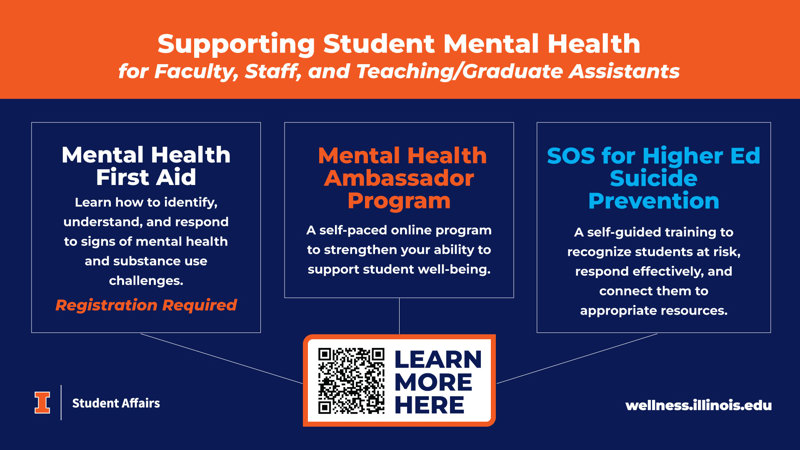 Supporting Student Mental Health
for Faculty, Staff, and Teaching/Graduate Assistants
Mental Health
First Aid
Learn how to identify,
understand, and respond
to signs of mental health
and substance use
challenges.
Registration Required
Mental Health
Ambassador
Program
A self-paced online program
to strengthen your ability to
support student well-being.
SOS for Higher Ed
Suicide
Prevention
A self-guided training to
recognize students at risk,
respond effectively, and
connect them to
appropriate resources.
LEARN
MORE
HERE
I
Student Affairs
wellness.illinois.edu